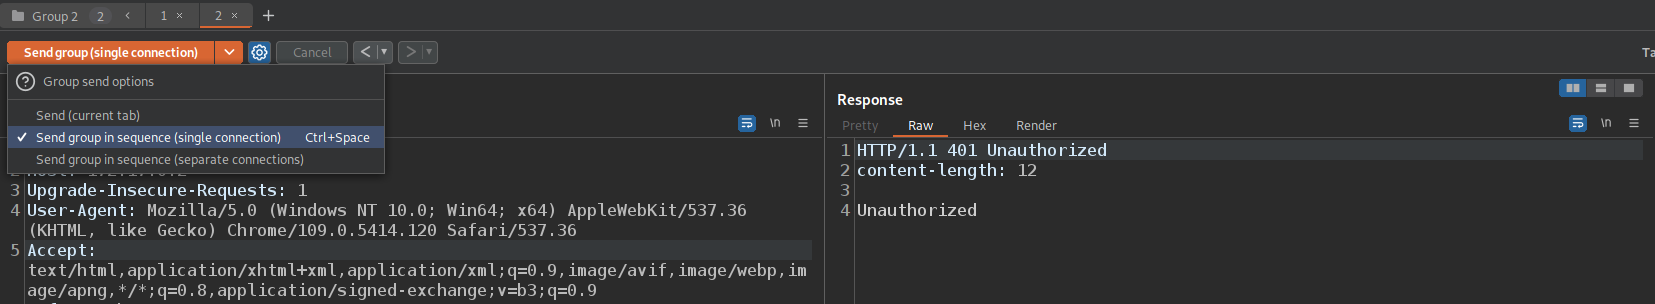 Group 2 2 < 1 × 2 × +
Send group (single connection) Cancel < >
Ta
Group send options
Send (current tab)
Send group in sequence (single connection) Ctrl+Space
Send group in sequence (separate connections)
\n
2
3 Upgrade-Insecure-Requests: 1
4 User-Agent: Mozilla/5.0 (Windows NT 10.0; Win64; x64) AppleWebKit/537.36
(KHTML, like Gecko) Chrome/109.0.5414.120 Safari/537.36
5 Accept:
text/html,application/xhtml+xml,application/xml;q=0.9,image/avif,image/webp,im
age/apng,*/*;q=0.8,application/signed-exchange;v=b3;q=0.9
Response
Pretty Raw Hex Render \n
1 HTTP/1.1 401 Unauthorized
2 content-length: 12
3
4 Unauthorized